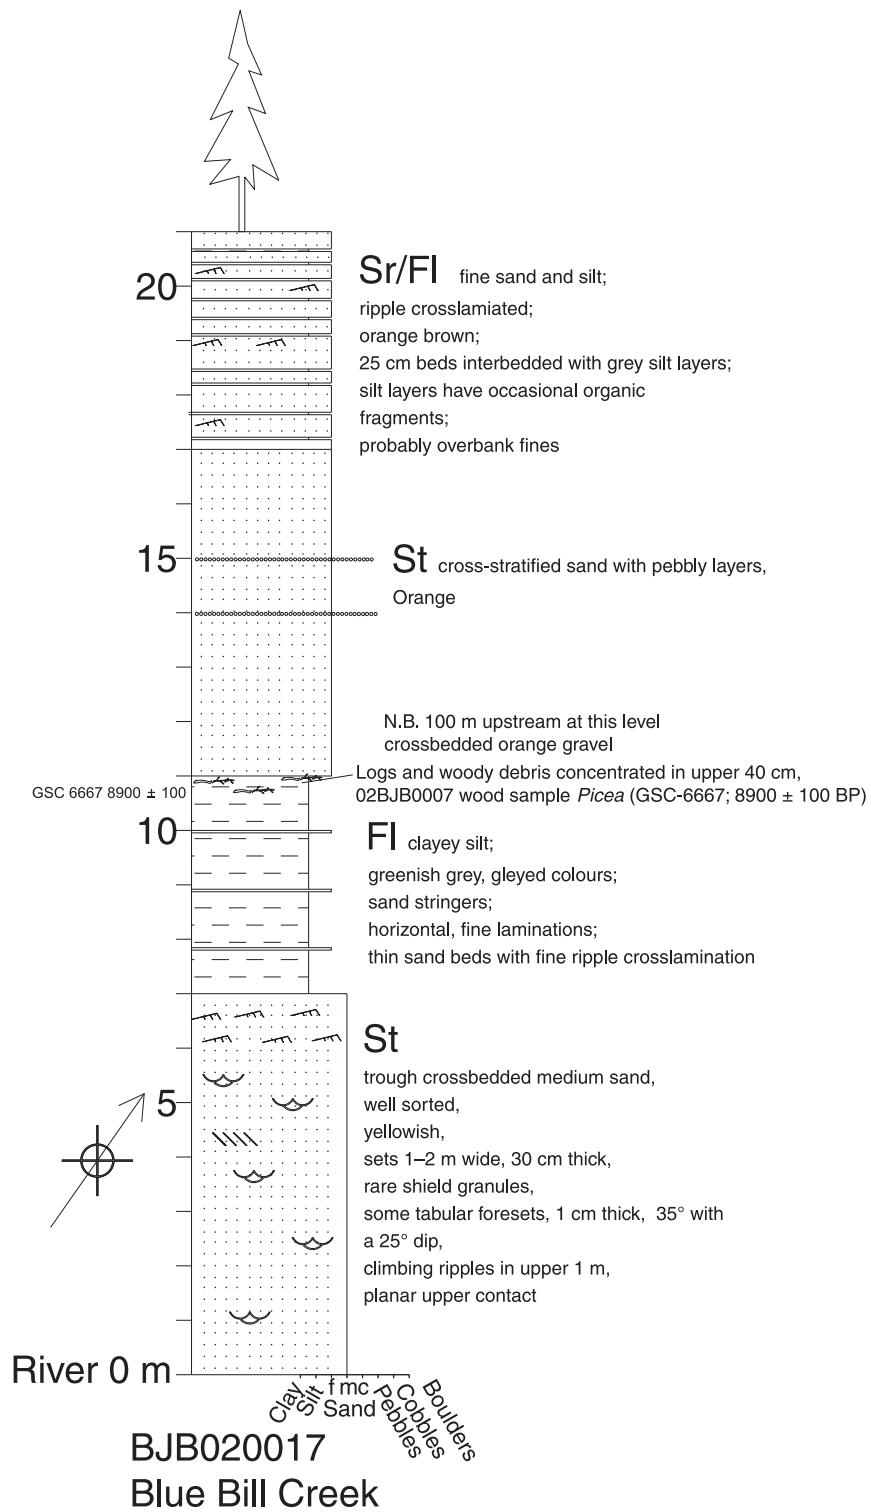 20
Sr/Fl fine sand and silt;
ripple crosslamiated;
orange brown;
25 cm beds interbedded with grey silt layers;
silt layers have occasional organic
fragments;
probably overbank fines
15
St cross-stratified sand with pebbly layers,
Orange
N.B. 100 m upstream at this level
crossbedded orange gravel
Logs and woody debris concentrated in upper 40 cm,
02BJB0007 wood sample Picea (GSC-6667; 8900 ± 100 BP)
GSC 6667 8900 ± 100
10
Fl clayey silt;
greenish grey, gleyed colours;
sand stringers;
horizontal, fine laminations;
thin sand beds with fine ripple crosslamination
St
trough crossbedded medium sand,
well sorted,
yellowish,
sets 1–2 m wide, 30 cm thick,
rare shield granules,
some tabular foresets, 1 cm thick, 35° with
a 25° dip,
climbing ripples in upper 1 m,
planar upper contact
5
River 0 m
Clay
Silt
f m c
Sand
Pebbles
Cobbles
Boulders
BJB020017
Blue Bill Creek